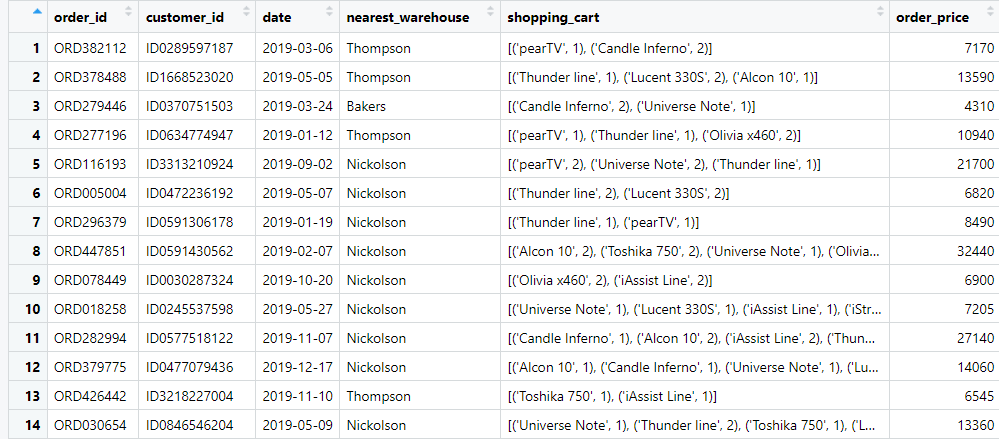 order_id customer_id date nearest_warehouse shopping_cart order_price
1 ORD382112 ID0289597187 2019-03-06 Thompson [('pearTV', 1), ('Candle Inferno', 2)] 7170
2 ORD378488 ID1668523020 2019-05-05 Thompson [('Thunder line', 1), ('Lucent 330S', 2), ('Alcon 10', 1)] 13590
3 ORD279446 ID0370751503 2019-03-24 Bakers [('Candle Inferno', 2), ('Universe Note', 1)] 4310
4 ORD277196 ID0634774947 2019-01-12 Thompson [('pearTV', 1), ('Thunder line', 1), ('Olivia x460', 2)] 10940
5 ORD116193 ID3313210924 2019-09-02 Nickolson [('pearTV', 2), ('Universe Note', 2), ('Thunder line', 1)] 21700
6 ORD005004 ID0472236192 2019-05-07 Nickolson [('Thunder line', 2), ('Lucent 330S', 2)] 6820
7 ORD296379 ID0591306178 2019-01-19 Nickolson [('Thunder line', 1), ('pearTV', 1)] 8490
8 ORD447851 ID0591430562 2019-02-07 Nickolson [('Alcon 10', 2), ('Toshika 750', 2), ('Universe Note', 1), ('Olivia... 32440
9 ORD078449 ID0030287324 2019-10-20 Nickolson [('Olivia x460', 2), ('iAssist Line', 2)] 6900
10 ORD018258 ID0245537598 2019-05-27 Nickolson [('Universe Note', 1), ('Lucent 330S', 1), ('iAssist Line', 1), ('iStr... 7205
11 ORD282994 ID0577518122 2019-11-07 Nickolson [('Candle Inferno', 1), ('Alcon 10', 2), ('iAssist Line', 2), ('Thun... 27140
12 ORD379775 ID0477079436 2019-12-17 Nickolson [('Alcon 10', 1), ('Candle Inferno', 1), ('Universe Note', 1), ('Lu... 14060
13 ORD426442 ID3218227004 2019-11-10 Thompson [('Toshika 750', 1), ('iAssist Line', 1)] 6545
14 ORD030654 ID0846546204 2019-05-09 Nickolson [('Universe Note', 1), ('Thunder line', 2), ('Toshika 750', 1), ('L... 13360